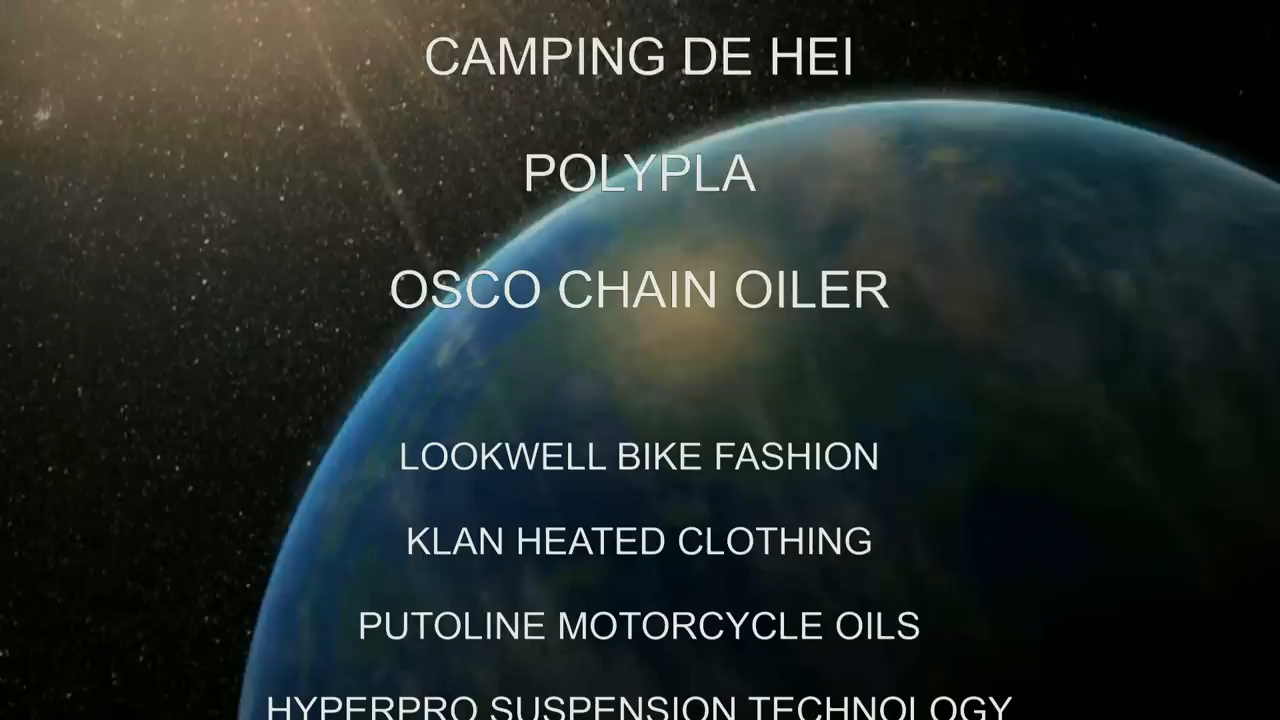 CAMPING DE HEI
POLYPLA
OSCO CHAIN OILER
LOOKWELL BIKE FASHION
KLAN HEATED CLOTHING
PUTOLINE MOTORCYCLE OILS
HYPERPRO SUSPENSION TECHNOLOGY